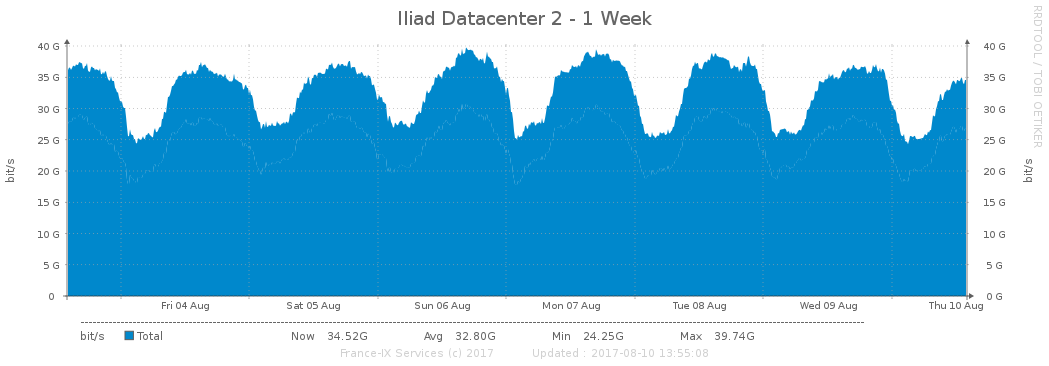 Iliad Datacenter 2 - 1 Week
RRDTOOL / TOBI OETIKER
bit/s
40 G
35 G
30 G
25 G
20 G
15 G
10 G
5 G
0
40 G
35 G
30 G
25 G
20 G
15 G
10 G
5 G
0 G
bit/s
Fri 04 Aug Sat 05 Aug Sun 06 Aug Mon 07 Aug Tue 08 Aug Wed 09 Aug Thu 10 Aug
bit/s Total Now 34.52G Avg 32.80G Min 24.25G Max 39.74G
France-IX Services (c) 2017 Updated : 2017-08-10 13:55:08